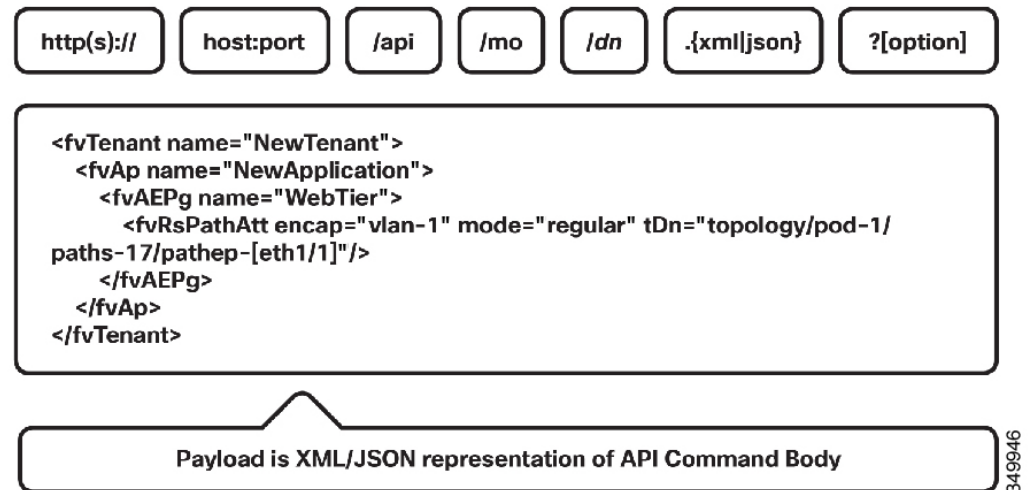 http(s):// host:port /api /mo /dn .{xml|json} ?[option]
<fvTenant name="NewTenant">
<fvAp name="NewApplication">
<fvAEPg name="WebTier">
<fvRsPathAtt encap="vlan-1" mode="regular" tDn="topology/pod-1/
paths-17/pathep-[eth1/1]"/>
</fvAEPg>
</fvAp>
</fvTenant>
Payload is XML/JSON representation of API Command Body
349946